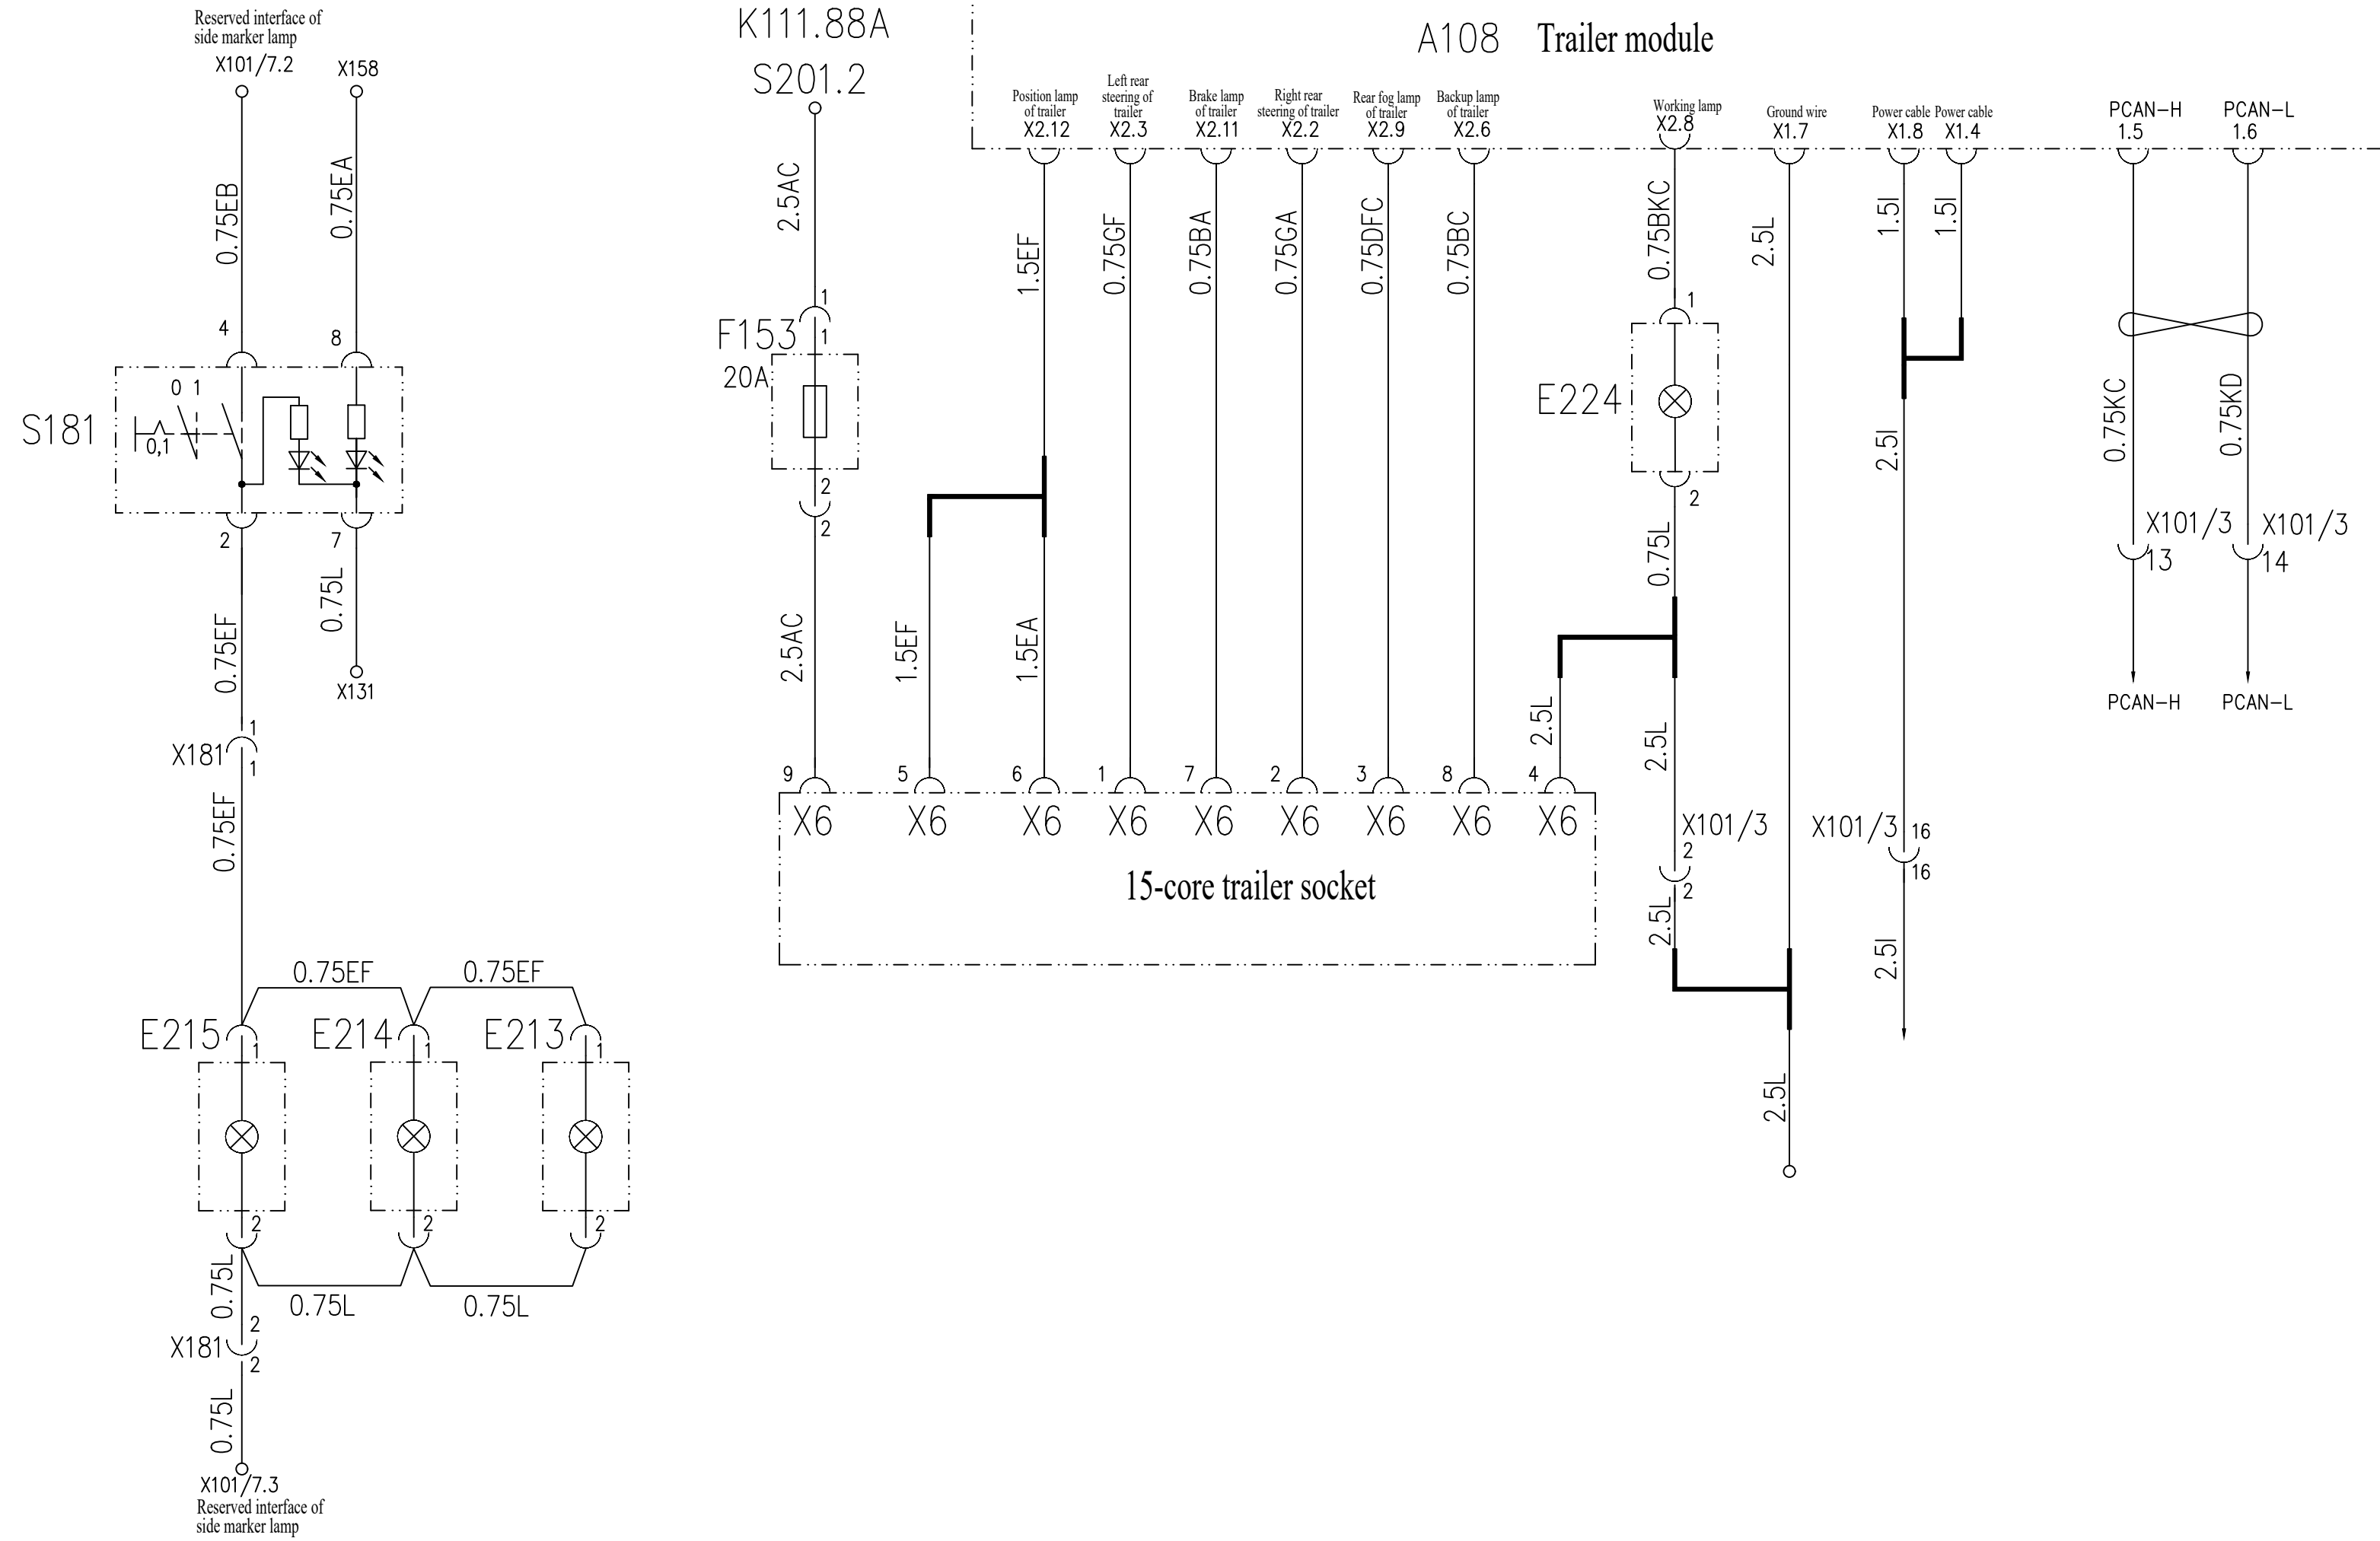 Reserved interface of
side marker lamp
X101/7.2
X158
0.75EB
0.75EA
4
8
S181
0 1
0,1
2
7
0.75EF
0.75L
X131
1
X181
1
0.75EF
0.75EF
0.75EF
E215
1
E214
1
E213
1
2
2
2
0.75L
0.75L
0.75L
2
X181
2
0.75L
X101/7.3
Reserved interface of
side marker lamp
K111.88A
S201.2
2.5AC
1
F153
1
20A
2
2
2.5AC
A108 Trailer module
Position lamp
of trailer
X2.12
Left rear
steering of
trailer
X2.3
Brake lamp
of trailer
X2.11
Right rear
steering of trailer
X2.2
Rear fog lamp
of trailer
X2.9
Backup lamp
of trailer
X2.6
Working lamp
X2.8
Ground wire
X1.7
Power cable
X1.8
Power cable
X1.4
PCAN-H
1.5
PCAN-L
1.6
1.5EF
0.75GF
0.75BA
0.75GA
0.75DFC
0.75BC
0.75BKC
2.5L
1.5I
1.5I
1
E224
2
0.75L
1.5EF
1.5EA
2.5L
2.5L
2.5I
0.75KC
0.75KD
X101/3
13
X101/3
14
PCAN-H
PCAN-L
9
5
6
1
7
2
3
8
4
X6
X6
X6
X6
X6
X6
X6
X6
X6
15-core trailer socket
X101/3
2
2
2.5L
X101/3
16
16
2.5I
2.5L